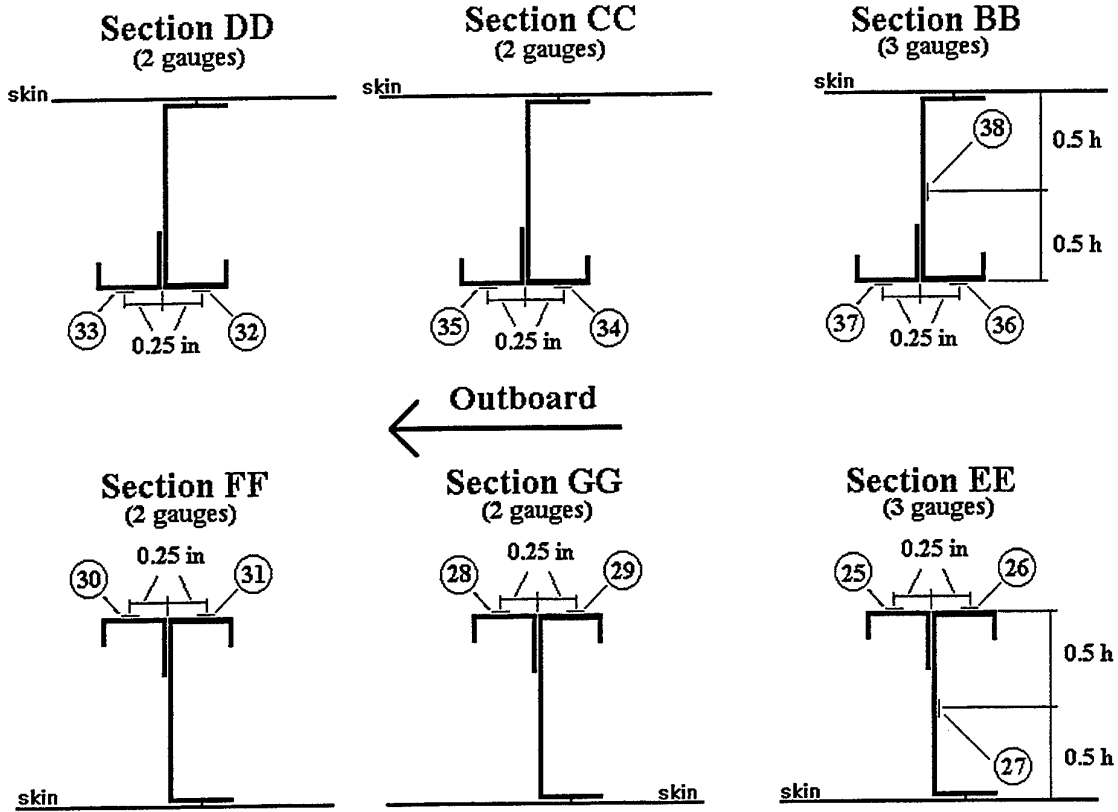 Section DD
(2 gauges)
skin
33
32
0.25 in
Section CC
(2 gauges)
skin
35
34
0.25 in
Section BB
(3 gauges)
skin
38
0.5 h
0.5 h
37
36
0.25 in
Outboard
Section FF
(2 gauges)
0.25 in
30
31
skin
Section GG
(2 gauges)
0.25 in
28
29
skin
Section EE
(3 gauges)
0.25 in
25
26
0.5 h
27
0.5 h
skin